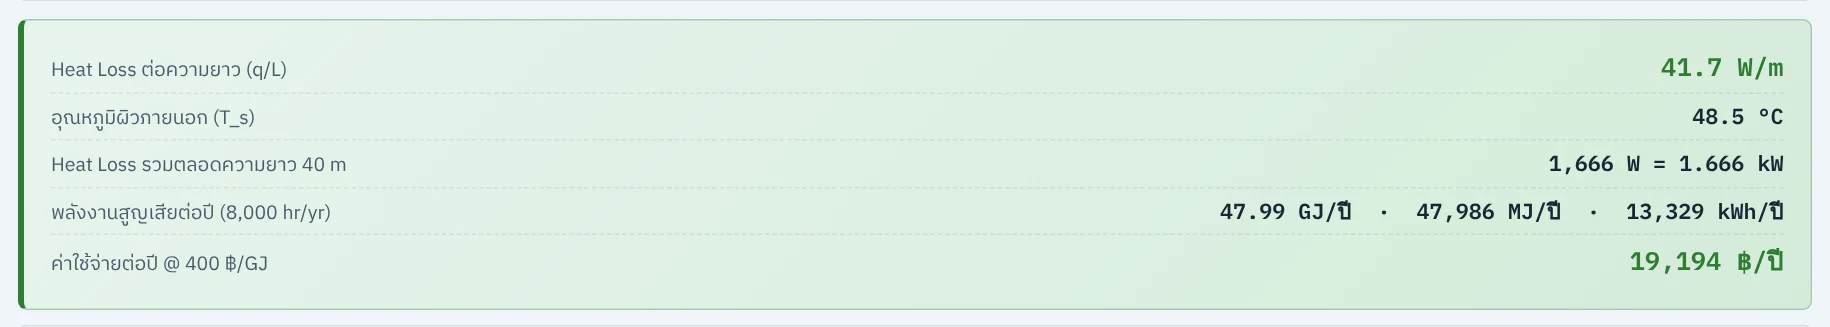 Heat Loss ต่อความยาว (q/L) 41.7 W/m
อุณหภูมิผิวภายนอก (T_s) 48.5 °C
Heat Loss รวมตลอดความยาว 40 m 1,666 W = 1.666 kW
พลังงานสูญเสียต่อปี (8,000 hr/yr) 47.99 GJ/ปี · 47,986 MJ/ปี · 13,329 kWh/ปี
ค่าใช้จ่ายต่อปี @ 400 ฿/GJ 19,194 ฿/ปี